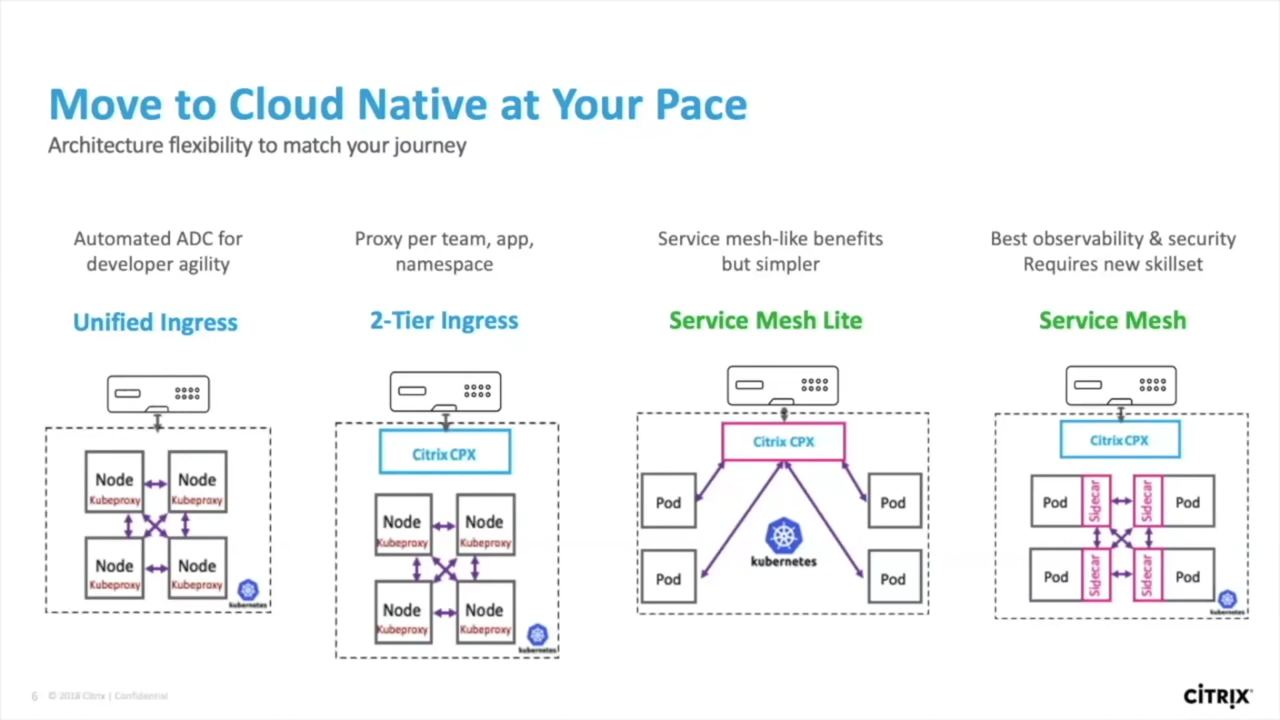 Move to Cloud Native at Your Pace
Architecture flexibility to match your journey
Automated ADC for
developer agility
Unified Ingress
Node
Kubeproxy
Node
Kubeproxy
Node
Kubeproxy
Node
Kubeproxy
kubernetes
Proxy per team, app,
namespace
2-Tier Ingress
Citrix CPX
Node
Kubeproxy
Node
Kubeproxy
Node
Kubeproxy
Node
Kubeproxy
kubernetes
Service mesh-like benefits
but simpler
Service Mesh Lite
Citrix CPX
Pod
Pod
kubernetes
Pod
Pod
Best observability & security
Requires new skillset
Service Mesh
Citrix CPX
Pod
Sidecar
Sidecar
Pod
Pod
Sidecar
Sidecar
Pod
kubernetes
6 © 2018 Citrix | Confidential
CİTRIX